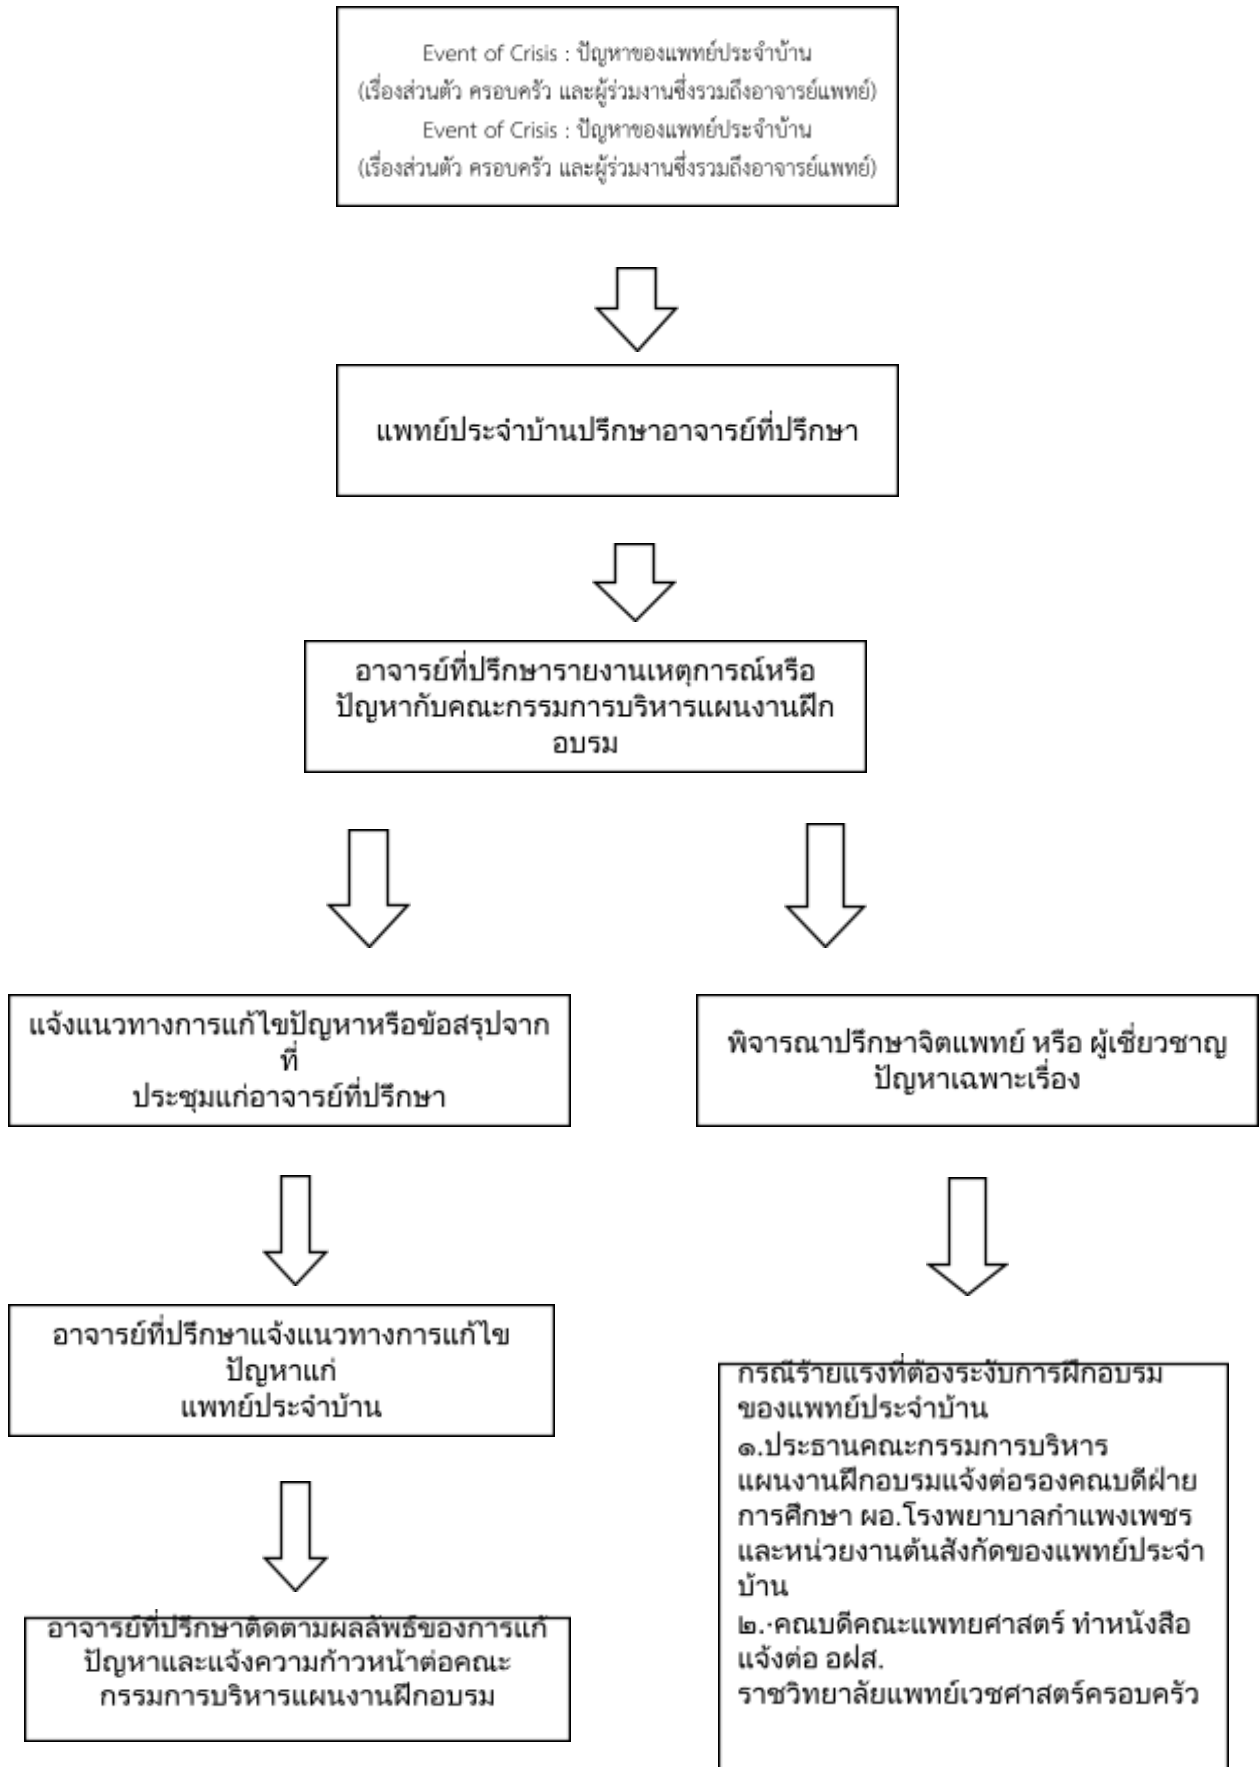 Event of Crisis : ปัญหาของแพทย์ประจำบ้าน
(เรื่องส่วนตัว ครอบครัว และผู้ร่วมงานซึ่งรวมถึงอาจารย์แพทย์)
Event of Crisis : ปัญหาของแพทย์ประจำบ้าน
(เรื่องส่วนตัว ครอบครัว และผู้ร่วมงานซึ่งรวมถึงอาจารย์แพทย์)
แพทย์ประจำบ้านปรึกษาอาจารย์ที่ปรึกษา
อาจารย์ที่ปรึกษารายงานเหตุการณ์หรือ
ปัญหากับคณะกรรมการบริหารแผนงานฝึก
อบรม
แจ้งแนวทางการแก้ไขปัญหาหรือข้อสรุปจาก
ที่
ประชุมแก่อาจารย์ที่ปรึกษา
พิจารณาปรึกษาจิตแพทย์ หรือ ผู้เชี่ยวชาญ
ปัญหาเฉพาะเรื่อง
อาจารย์ที่ปรึกษาแจ้งแนวทางการแก้ไข
ปัญหาแก่
แพทย์ประจำบ้าน
อาจารย์ที่ปรึกษาติดตามผลลัพธ์ของการแก้
ปัญหาและแจ้งความก้าวหน้าต่อคณะ
กรรมการบริหารแผนงานฝึกอบรม
กรณีร้ายแรงที่ต้องระงับการฝึกอบรม
ของแพทย์ประจำบ้าน
๑.ประธานคณะกรรมการบริหาร
แผนงานฝึกอบรมแจ้งต่อรองคณบดีฝ่าย
การศึกษา ผอ.โรงพยาบาลกำแพงเพชร
และหน่วยงานต้นสังกัดของแพทย์ประจำ
บ้าน
๒.·คณบดีคณะแพทยศาสตร์ ทำหนังสือ
แจ้งต่อ อฝส.
ราชวิทยาลัยแพทย์เวชศาสตร์ครอบครัว